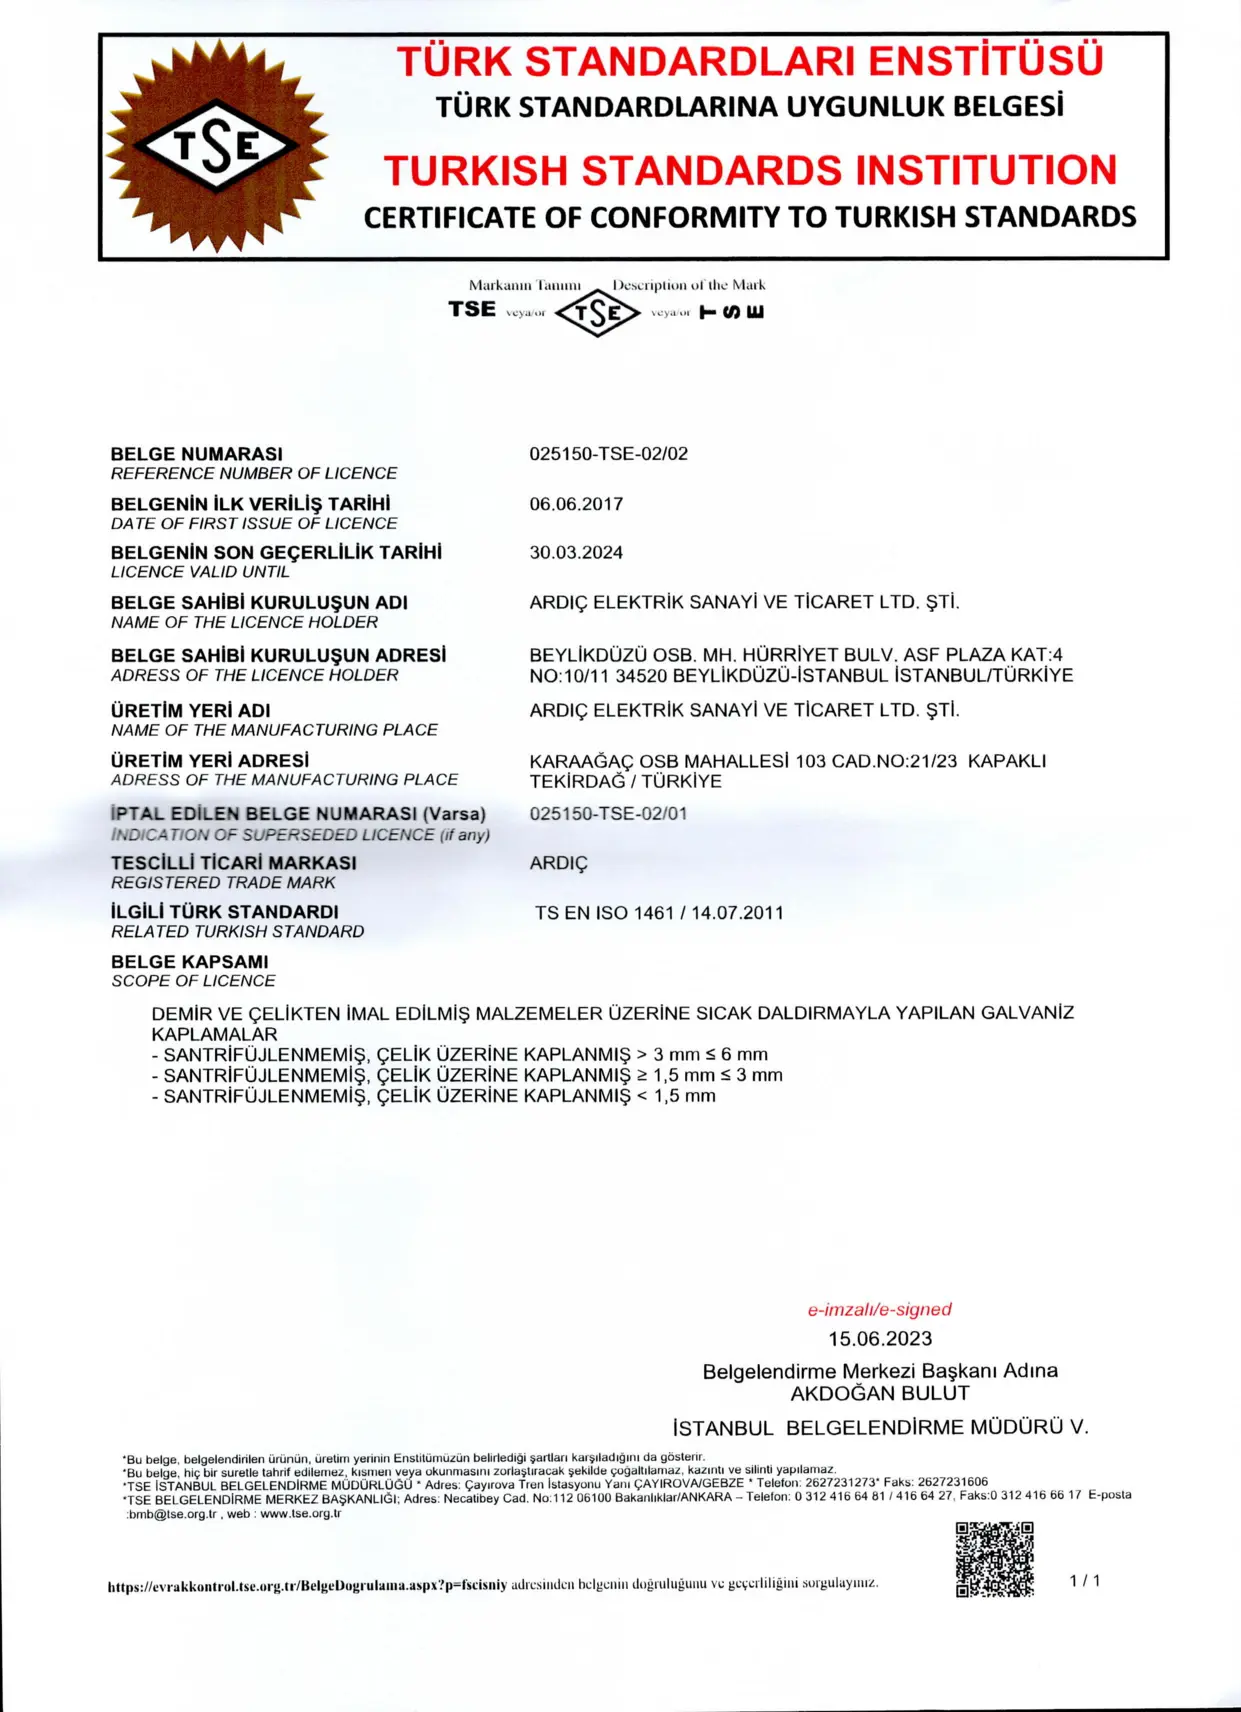 TSE
TÜRK STANDARDLARI ENSTİTÜSÜ
TÜRK STANDARDLARINA UYGUNLUK BELGESİ
TURKISH STANDARDS INSTITUTION
CERTIFICATE OF CONFORMITY TO TURKISH STANDARDS
Markanın Tanımı Description of the Mark
TSE veya/or TSE veya/or TSE
BELGE NUMARASI 025150-TSE-02/02
REFERENCE NUMBER OF LICENCE
BELGENİN İLK VERİLİŞ TARİHİ 06.06.2017
DATE OF FIRST ISSUE OF LICENCE
BELGENİN SON GEÇERLİLİK TARİHİ 30.03.2024
LICENCE VALID UNTIL
BELGE SAHİBİ KURULUŞUN ADI ARDIÇ ELEKTRİK SANAYİ VE TİCARET LTD. ŞTİ.
NAME OF THE LICENCE HOLDER
BELGE SAHİBİ KURULUŞUN ADRESİ BEYLİKDÜZÜ OSB. MH. HÜRRİYET BULV. ASF PLAZA KAT:4
ADRESS OF THE LICENCE HOLDER NO:10/11 34520 BEYLİKDÜZÜ-İSTANBUL İSTANBUL/TÜRKİYE
ÜRETİM YERİ ADI ARDIÇ ELEKTRİK SANAYİ VE TİCARET LTD. ŞTİ.
NAME OF THE MANUFACTURING PLACE
ÜRETİM YERİ ADRESİ KARAAĞAÇ OSB MAHALLESİ 103 CAD.NO:21/23 KAPAKLI
ADRESS OF THE MANUFACTURING PLACE TEKİRDAĞ / TÜRKİYE
İPTAL EDİLEN BELGE NUMARASI (Varsa) 025150-TSE-02/01
INDICATION OF SUPERSEDED LICENCE (if any)
TESCİLLİ TİCARİ MARKASI ARDIÇ
REGISTERED TRADE MARK
İLGİLİ TÜRK STANDARDI TS EN ISO 1461 / 14.07.2011
RELATED TURKISH STANDARD
BELGE KAPSAMI
SCOPE OF LICENCE
DEMİR VE ÇELİKTEN İMAL EDİLMİŞ MALZEMELER ÜZERİNE SICAK DALDIRMAYLA YAPILAN GALVANİZ
KAPLAMALAR
- SANTRİFÜJLENMEMİŞ, ÇELİK ÜZERİNE KAPLANMIŞ > 3 mm ≤ 6 mm
- SANTRİFÜJLENMEMİŞ, ÇELİK ÜZERİNE KAPLANMIŞ ≥ 1,5 mm ≤ 3 mm
- SANTRİFÜJLENMEMİŞ, ÇELİK ÜZERİNE KAPLANMIŞ < 1,5 mm
e-imzalı/e-signed
15.06.2023
Belgelendirme Merkezi Başkanı Adına
AKDOĞAN BULUT
İSTANBUL BELGELENDİRME MÜDÜRÜ V.
*Bu belge, belgelendirilen ürünün, üretim yerinin Enstitümüzün belirlediği şartları karşıladığını da gösterir.
*Bu belge, hiç bir suretle tahrif edilemez, kısmen veya okunmasını zorlaştıracak şekilde çoğaltılamaz, kazıntı ve silinti yapılamaz.
*TSE İSTANBUL BELGELENDİRME MÜDÜRLÜĞÜ * Adres: Çayırova Tren İstasyonu Yanı ÇAYIROVA/GEBZE * Telefon: 2627231273* Faks: 2627231606
*TSE BELGELENDİRME MERKEZ BAŞKANLIĞI; Adres: Necatibey Cad. No:112 06100 Bakanlıklar/ANKARA – Telefon: 0 312 416 64 81 / 416 64 27, Faks:0 312 416 66 17 E-posta
:bmb@tse.org.tr , web : www.tse.org.tr
https://evrakkontrol.tse.org.tr/BelgeDogrulama.aspx?p=fscisniy adresinden belgenin doğruluğunu ve geçerliliğini sorgulayınız.
1 / 1